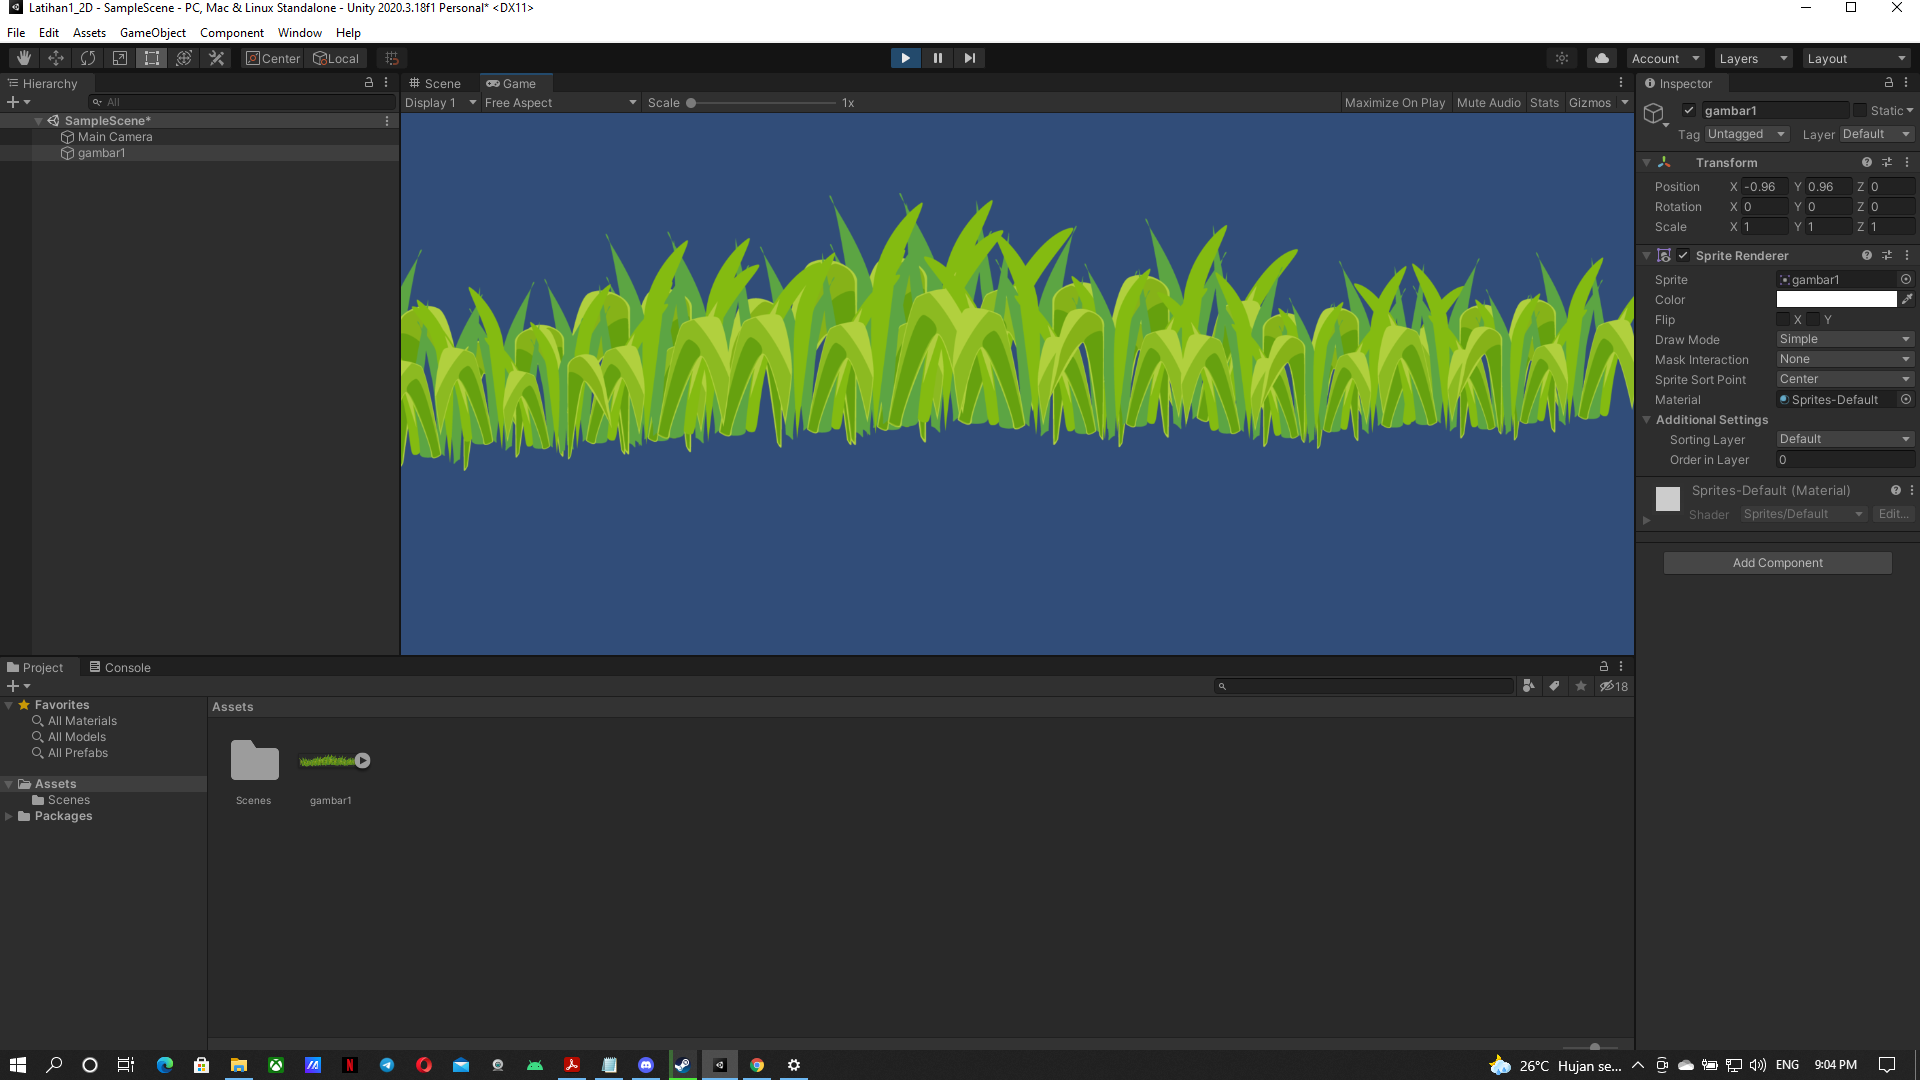 Latihan1_2D - SampleScene - PC, Mac & Linux Standalone - Unity 2020.3.18f1 Personal* <DX11>
File Edit Assets GameObject Component Window Help
Center Local Account Layers Layout
Hierarchy
All
SampleScene*
Main Camera
gambar1
Scene Game
Display 1 Free Aspect Scale 1x Maximize On Play Mute Audio Stats Gizmos
Inspector
gambar1 Static
Tag Untagged Layer Default
Transform
Position X -0.96 Y 0.96 Z 0
Rotation X 0 Y 0 Z 0
Scale X 1 Y 1 Z 1
Sprite Renderer
Sprite gambar1
Color
Flip X Y
Draw Mode Simple
Mask Interaction None
Sprite Sort Point Center
Material Sprites-Default
Additional Settings
Sorting Layer Default
Order in Layer 0
Sprites-Default (Material)
Shader Sprites/Default Edit...
Add Component
Project Console
18
Favorites
All Materials
All Models
All Prefabs
Assets
Scenes
Packages
Assets
Scenes gambar1
26°C Hujan se... ENG 9:04 PM